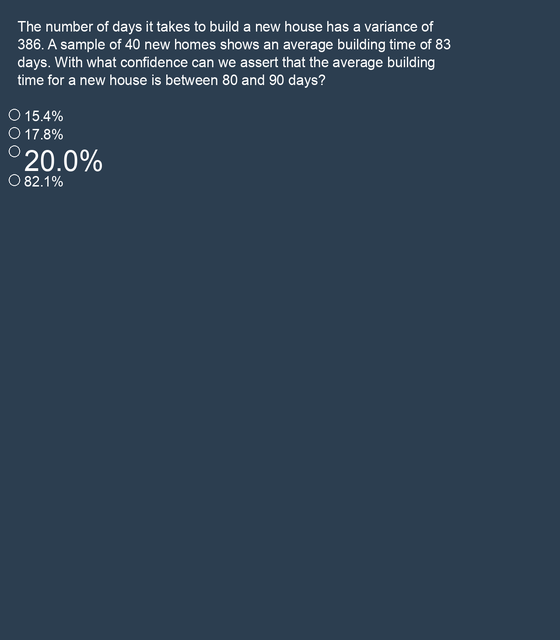 The number of days it takes to build a new house has a variance of
386. A sample of 40 new homes shows an average building time of 83
days. With what confidence can we assert that the average building
time for a new house is between 80 and 90 days?
15.4%
17.8%
20.0%
82.1%